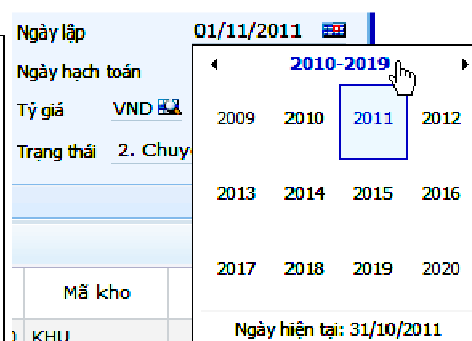 Ngày lập 01/11/2011
Ngày hạch toán
Tỷ giá VND
Trạng thái 2. Chuy
Mã kho
KHU
2010-2019
2009 2010 2011 2012
2013 2014 2015 2016
2017 2018 2019 2020
Ngày hiện tại: 31/10/2011